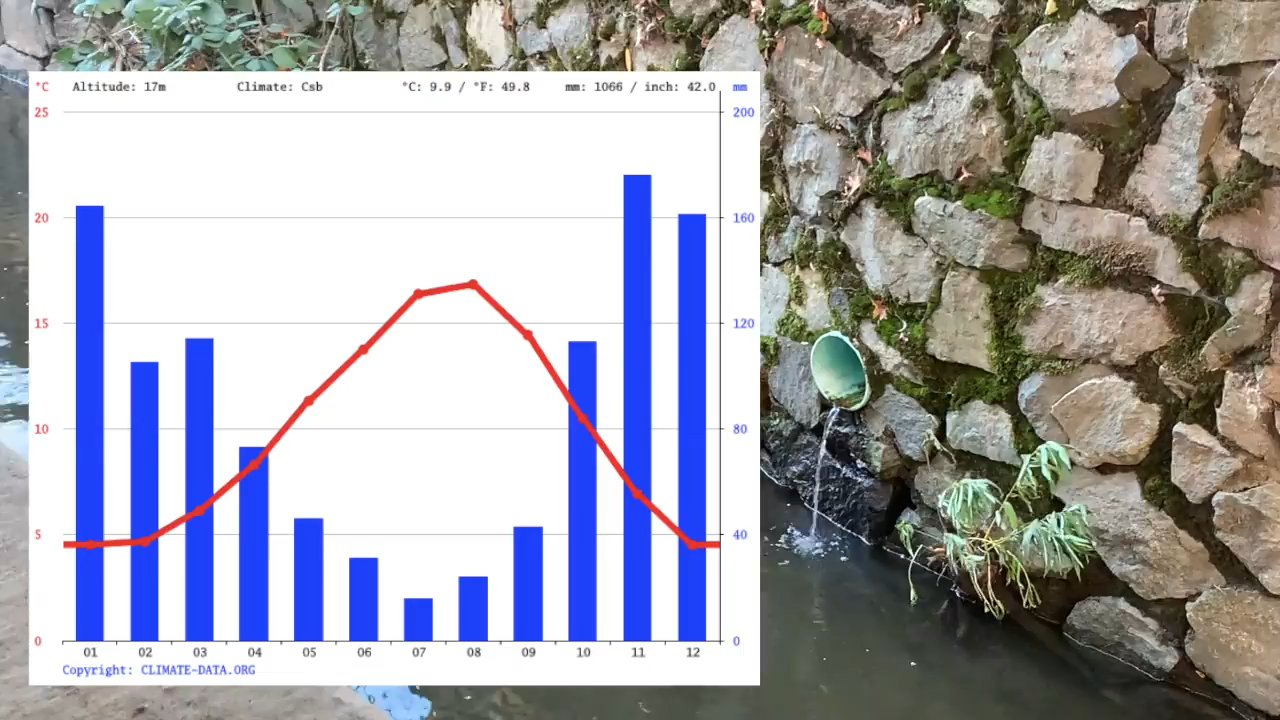 °C Altitude: 17m Climate: Csb °C: 9.9 / °F: 49.8 mm: 1066 / inch: 42.0 mm
25 200
20 160
15 120
10 80
5 40
0 0
01 02 03 04 05 06 07 08 09 10 11 12
Copyright: CLIMATE-DATA.ORG